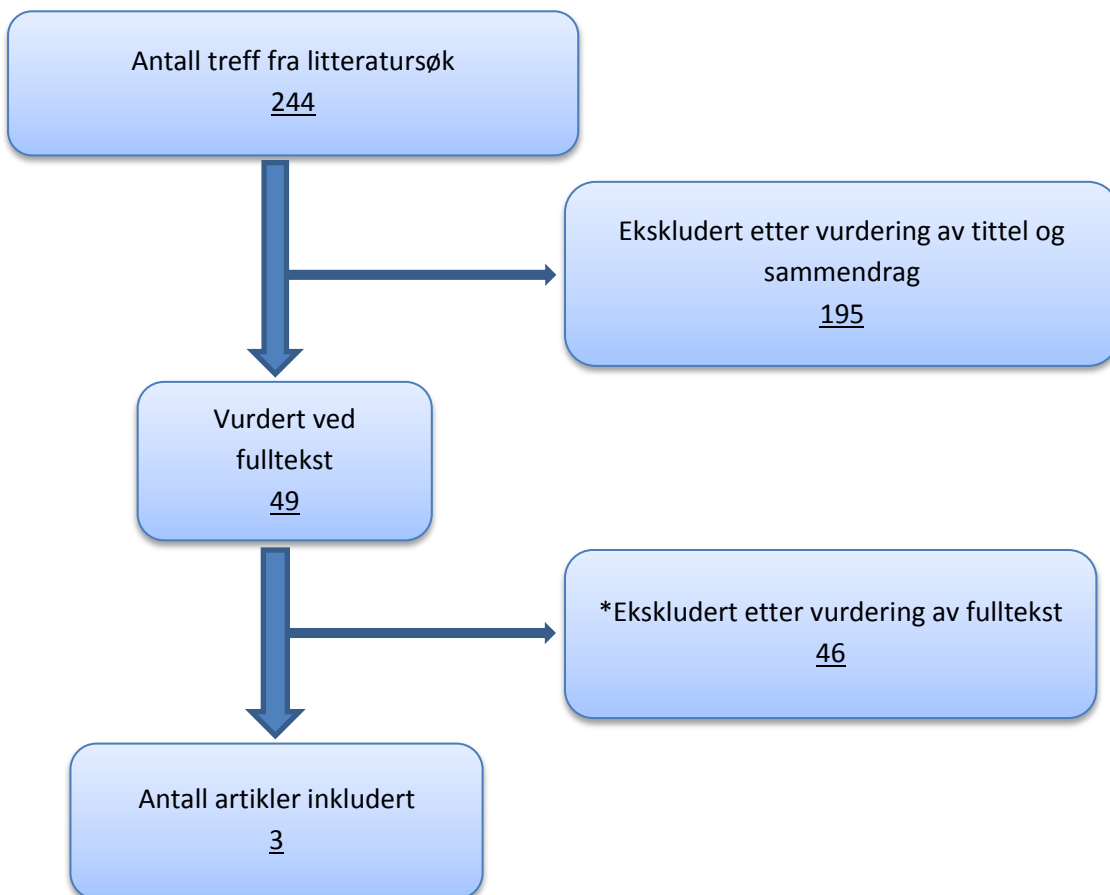 Antall treff fra litteratursøk
244
Ekskludert etter vurdering av tittel og
sammendrag
195
Vurdert ved
fulltekst
49
*Ekskludert etter vurdering av fulltekst
46
Antall artikler inkludert
3